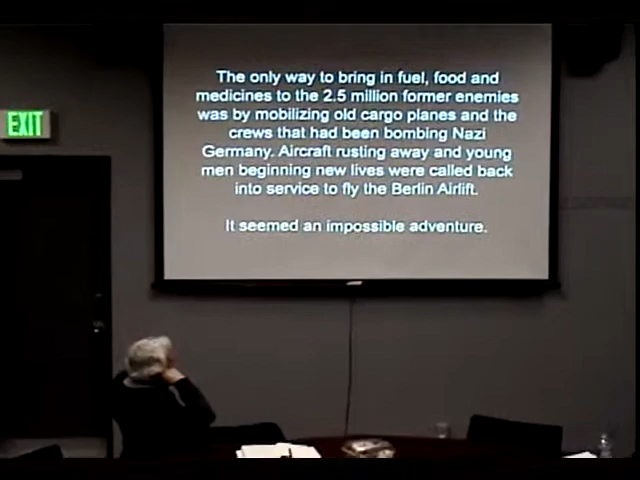 EXIT
The only way to bring in fuel, food and
medicines to the 2.5 million former enemies
was by mobilizing old cargo planes and the
crews that had been bombing Nazi
Germany. Aircraft rusting away and young
men beginning new lives were called back
into service to fly the Berlin Airlift.
It seemed an impossible adventure.